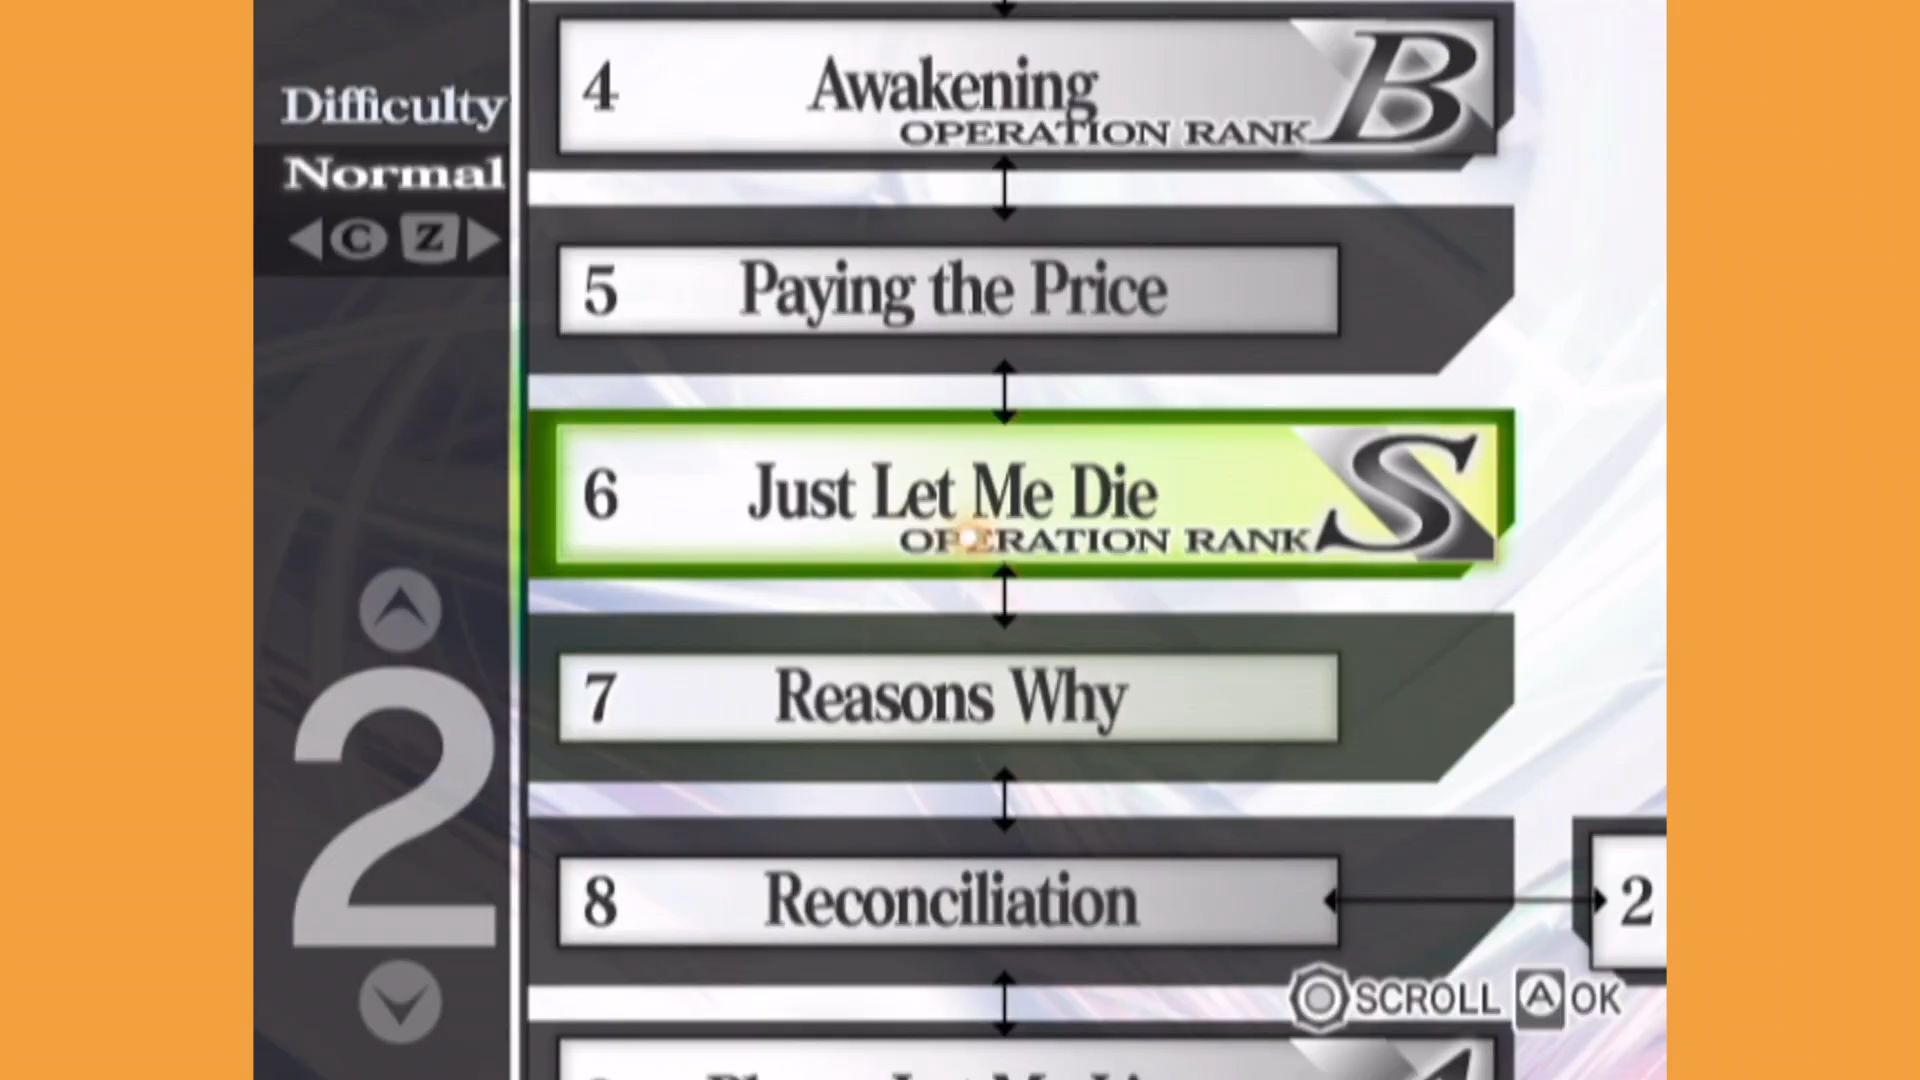 Difficulty
Normal
C Z
2
4 Awakening
OPERATION RANK B
5 Paying the Price
6 Just Let Me Die
OPERATION RANK S
7 Reasons Why
8 Reconciliation
2
SCROLL A OK